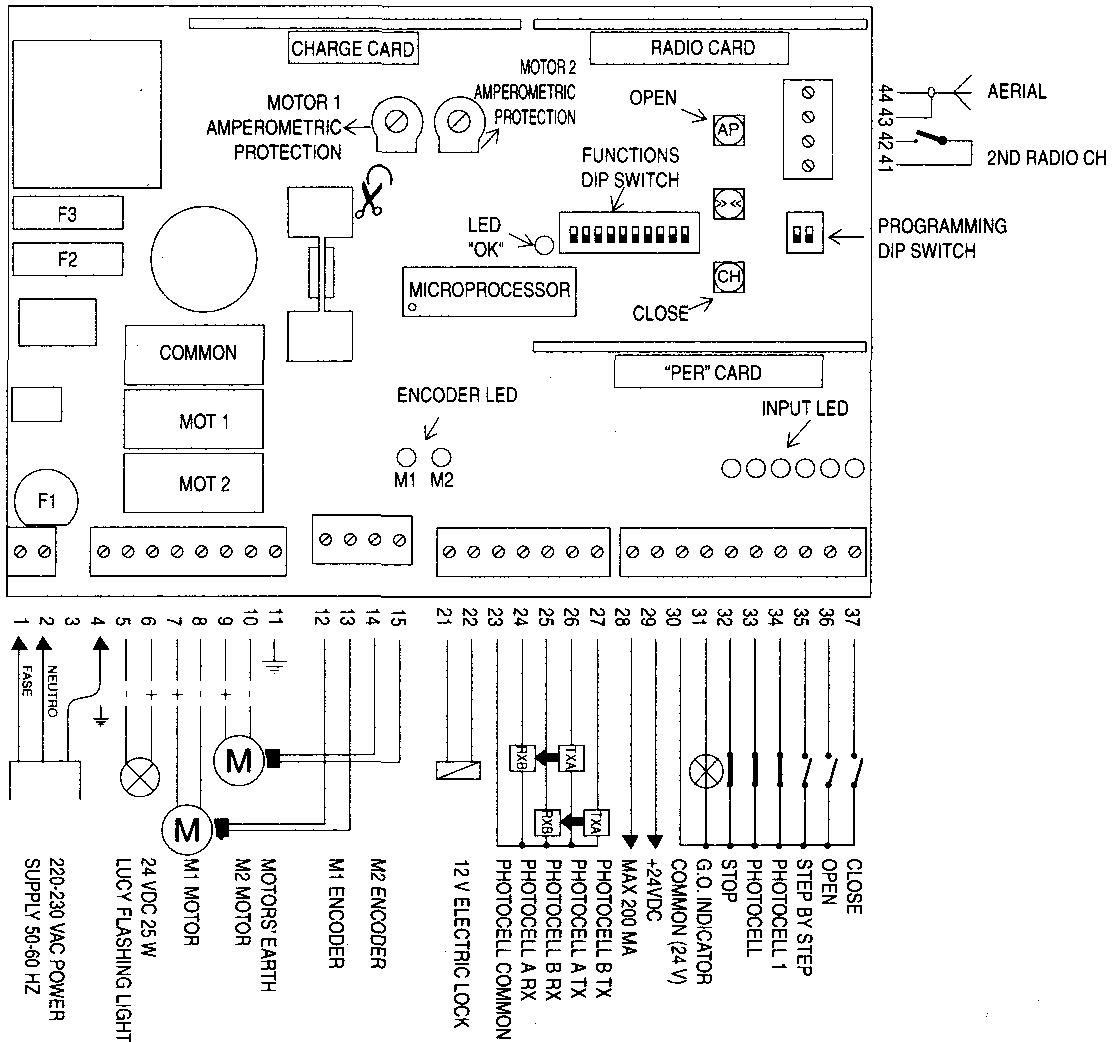 CHARGE CARD
RADIO CARD
MOTOR 2
AMPEROMETRIC
PROTECTION
MOTOR 1
AMPEROMETRIC
PROTECTION
OPEN
AP
44
43
42
41
AERIAL
2ND RADIO CH
FUNCTIONS
DIP SWITCH
F3
F2
LED
"OK"
>> <<
PROGRAMMING
DIP SWITCH
CH
MICROPROCESSOR
CLOSE
COMMON
"PER" CARD
ENCODER LED
INPUT LED
MOT 1
M1 M2
MOT 2
F1
1 2 3 4 5 6 7 8 9 10 11 12 13 14 15 21 22 23 24 25 26 27 28 29 30 31 32 33 34 35 36 37
FASE
NEUTRO
+ + +
M
M
RXB
TXA
RXB
TXA
220-230 VAC POWER
SUPPLY 50-60 HZ
24 VDC 25 W
LUCY FLASHING LIGHT
M1 MOTOR
M2 MOTOR
MOTORS' EARTH
M1 ENCODER
M2 ENCODER
12 V ELECTRIC LOCK
PHOTOCELL COMMON
PHOTOCELL A RX
PHOTOCELL B RX
PHOTOCELL A TX
PHOTOCELL B TX
MAX 200 MA
+24VDC
COMMON (24 V)
G.O. INDICATOR
STOP
PHOTOCELL
PHOTOCELL 1
STEP BY STEP
OPEN
CLOSE